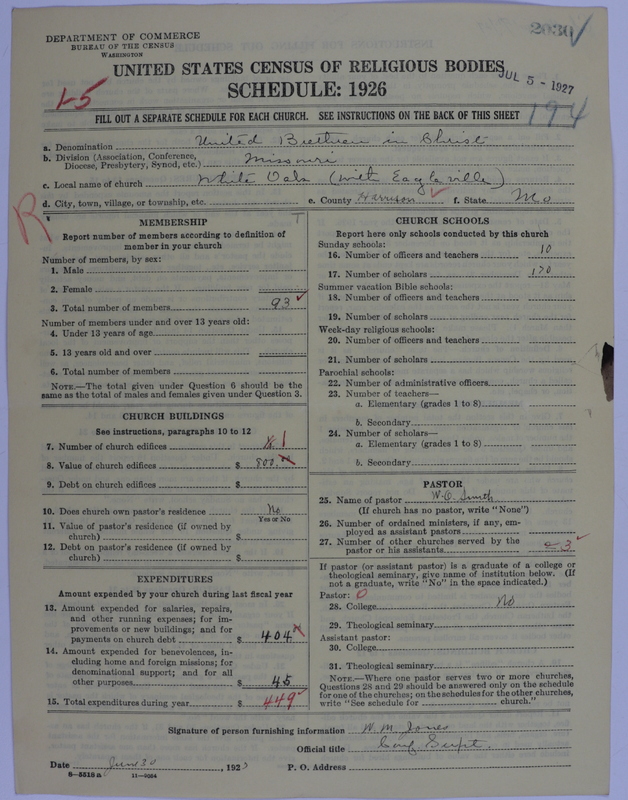 DEPARTMENT OF COMMERCE
BUREAU OF THE CENSUS
WASHINGTON
2030
UNITED STATES CENSUS OF RELIGIOUS BODIES
JUL 5 - 1927
SCHEDULE: 1926
194
FILL OUT A SEPARATE SCHEDULE FOR EACH CHURCH. SEE INSTRUCTIONS ON THE BACK OF THIS SHEET
a. Denomination United Brethren in Christ
b. Division (Association, Conference, Diocese, Presbytery, Synod, etc.) Missouri
c. Local name of church White Oak (with Eagleville)
d. City, town, village, or township, etc. e. County Harrison f. State Mo
R
MEMBERSHIP
Report number of members according to definition of
member in your church
Number of members, by sex:
1. Male
2. Female
3. Total number of members 93
Number of members under and over 13 years old:
4. Under 13 years of age
5. 13 years old and over
6. Total number of members
NOTE.—The total given under Question 6 should be the
same as the total of males and females given under Question 3.
CHURCH BUILDINGS
See instructions, paragraphs 10 to 12
7. Number of church edifices 1
8. Value of church edifices $ 800.00
9. Debt on church edifices $
10. Does church own pastor's residence No
Yes or No
11. Value of pastor's residence (if owned by
church) $
12. Debt on pastor's residence (if owned by
church) $
EXPENDITURES
Amount expended by your church during last fiscal year
13. Amount expended for salaries, repairs,
and other running expenses; for im-
provements or new buildings; and for
payments on church debt $ 404
14. Amount expended for benevolences, in-
cluding home and foreign missions; for
denominational support; and for all
other purposes $ 45
15. Total expenditures during year $ 449
CHURCH SCHOOLS
Report here only schools conducted by this church
Sunday schools:
16. Number of officers and teachers 10
17. Number of scholars 170
Summer vacation Bible schools:
18. Number of officers and teachers
19. Number of scholars
Week-day religious schools:
20. Number of officers and teachers
21. Number of scholars
Parochial schools:
22. Number of administrative officers
23. Number of teachers—
a. Elementary (grades 1 to 8)
b. Secondary
24. Number of scholars—
a. Elementary (grades 1 to 8)
b. Secondary
PASTOR
25. Name of pastor W.O. Smith
(If church has no pastor, write "None")
26. Number of ordained ministers, if any, em-
ployed as assistant pastors
27. Number of other churches served by the
pastor or his assistants 3
If pastor (or assistant pastor) is a graduate of a college or
theological seminary, give name of institution below. (If
not a graduate, write "No" in the space indicated.)
Pastor: 0
28. College No
29. Theological seminary
Assistant pastor:
30. College
31. Theological seminary
NOTE.—Where one pastor serves two or more churches,
Questions 28 and 29 should be answered only on the schedule
for one of the churches; on the schedules for the other churches,
write "See schedule for church."
Signature of person furnishing information W. M. Jones
Official title Conf Supt.
Date June 30, 1927 P. O. Address
8-5515a 11-9054